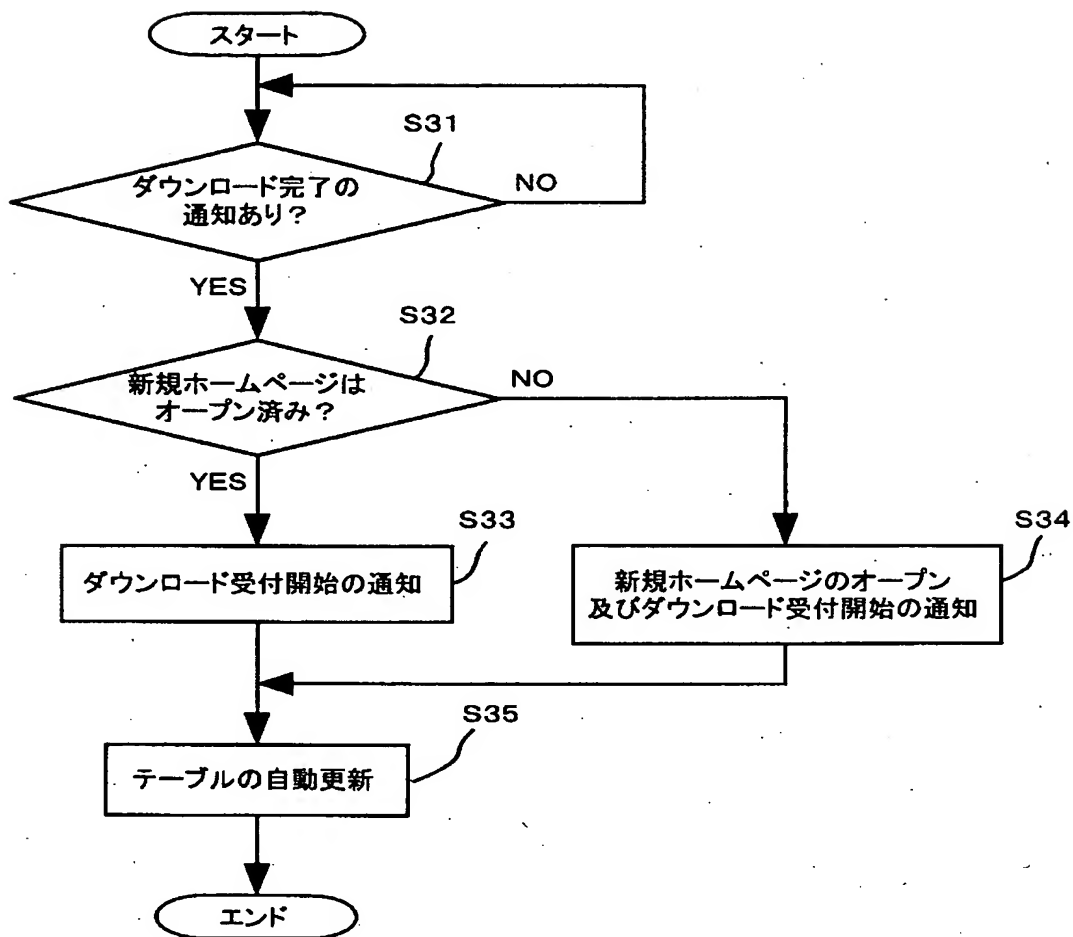 スタート
S31
ダウンロード完了の
通知あり?
NO
YES
S32
新規ホームページは
オープン済み?
NO
YES
S33
ダウンロード受付開始の通知
S34
新規ホームページのオープン
及びダウンロード受付開始の通知
S35
テーブルの自動更新
エンド